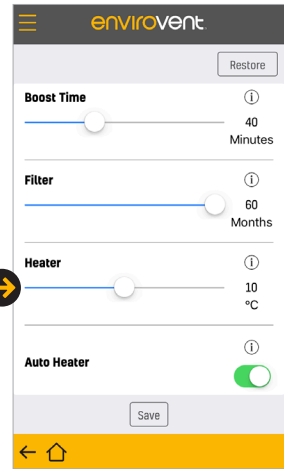 envirovent
Restore
Boost Time
40
Minutes
Filter
60
Months
Heater
10
°C
Auto Heater
Save